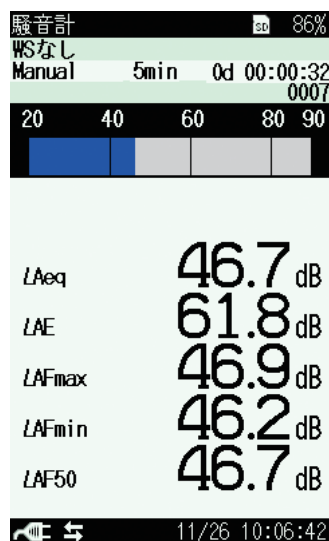 騒音計 SD 86%
WSなし
Manual 5min 0d 00:00:32
0007
20 40 60 80 90
LAeq 46.7 dB
LAE 61.8 dB
LAFmax 46.9 dB
LAFmin 46.2 dB
LAF50 46.7 dB
11/26 10:06:42